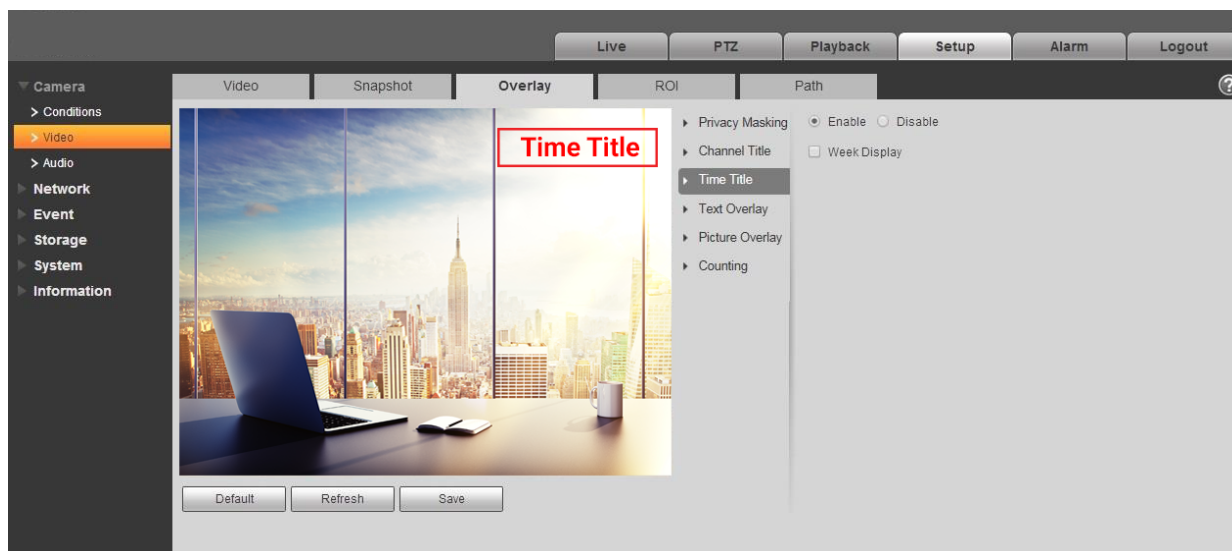 Live PTZ Playback Setup Alarm Logout
Camera
Video Snapshot Overlay ROI Path
?
> Conditions
> Video
> Audio
Network
Event
Storage
System
Information
Time Title
Privacy Masking
Channel Title
Time Title
Text Overlay
Picture Overlay
Counting
Enable Disable
Week Display
Default Refresh Save